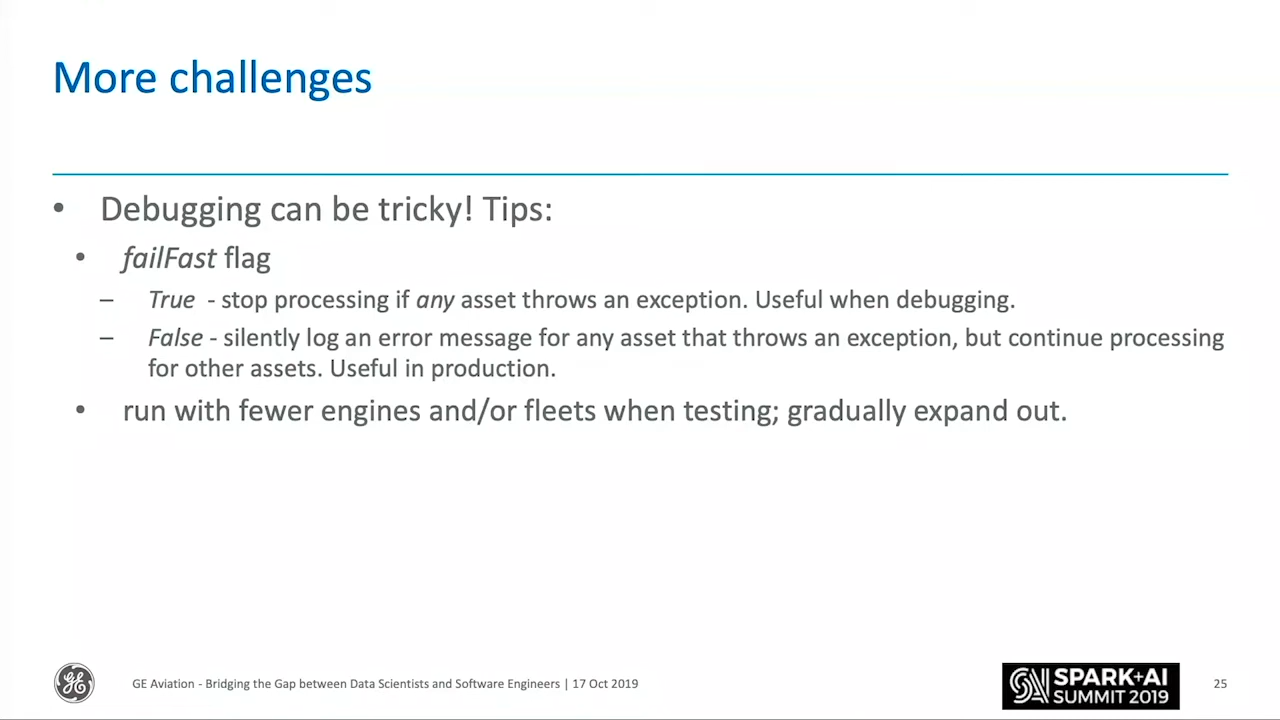 More challenges
• Debugging can be tricky! Tips:
• failFast flag
– True - stop processing if any asset throws an exception. Useful when debugging.
– False - silently log an error message for any asset that throws an exception, but continue processing
for other assets. Useful in production.
• run with fewer engines and/or fleets when testing; gradually expand out.
GE Aviation - Bridging the Gap between Data Scientists and Software Engineers | 17 Oct 2019
SPARK+AI
SUMMIT 2019
25